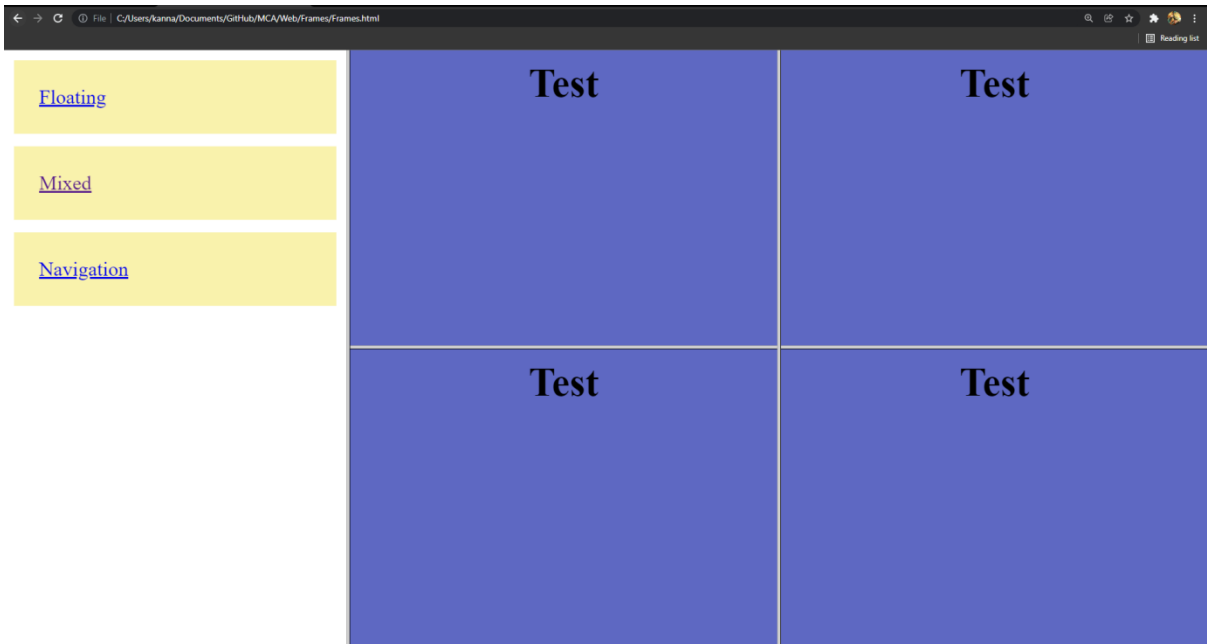 File | C:/Users/kanna/Documents/GitHub/MCA/Web/Frames/Frames.html
Reading list
Floating
Mixed
Navigation
Test
Test
Test
Test